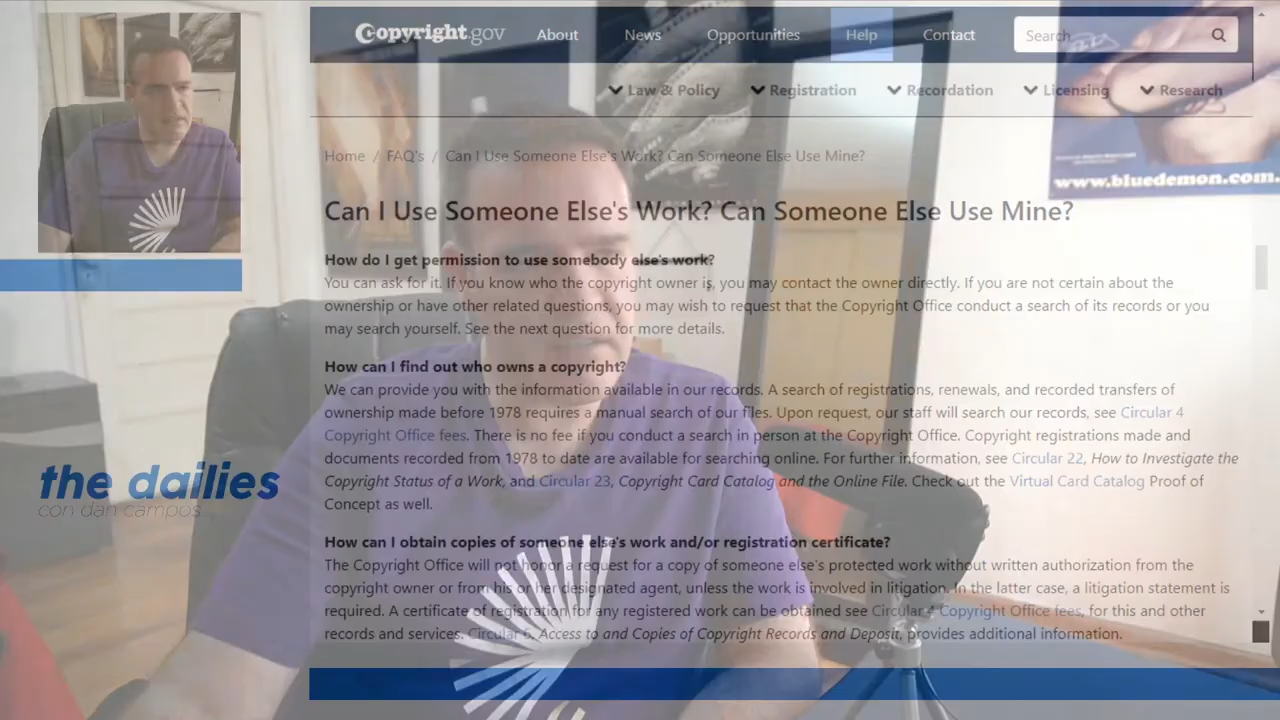 Copyright.gov About News Opportunities Help Contact Search
Law & Policy Registration Recordation Licensing Research
Home / FAQ's / Can I Use Someone Else's Work? Can Someone Else Use Mine?
www.bluedemon.com.
Can I Use Someone Else's Work? Can Someone Else Use Mine?
How do I get permission to use somebody else's work?
You can ask for it. If you know who the copyright owner is, you may contact the owner directly. If you are not certain about the
ownership or have other related questions, you may wish to request that the Copyright Office conduct a search of its records or you
may search yourself. See the next question for more details.
How can I find out who owns a copyright?
We can provide you with the information available in our records. A search of registrations, renewals, and recorded transfers of
ownership made before 1978 requires a manual search of our files. Upon request, our staff will search our records, see Circular 4
Copyright Office fees. There is no fee if you conduct a search in person at the Copyright Office. Copyright registrations made and
documents recorded from 1978 to date are available for searching online. For further information, see Circular 22, How to Investigate the
Copyright Status of a Work, and Circular 23, Copyright Card Catalog and the Online File. Check out the Virtual Card Catalog Proof of
Concept as well.
How can I obtain copies of someone else's work and/or registration certificate?
The Copyright Office will not honor a request for a copy of someone else's protected work without written authorization from the
copyright owner or from his or her designated agent, unless the work is involved in litigation. In the latter case, a litigation statement is
required. A certificate of registration for any registered work can be obtained see Circular 4 Copyright Office fees, for this and other
records and services. Circular 6, Access to and Copies of Copyright Records and Deposit, provides additional information.
the dailies
con dan campos